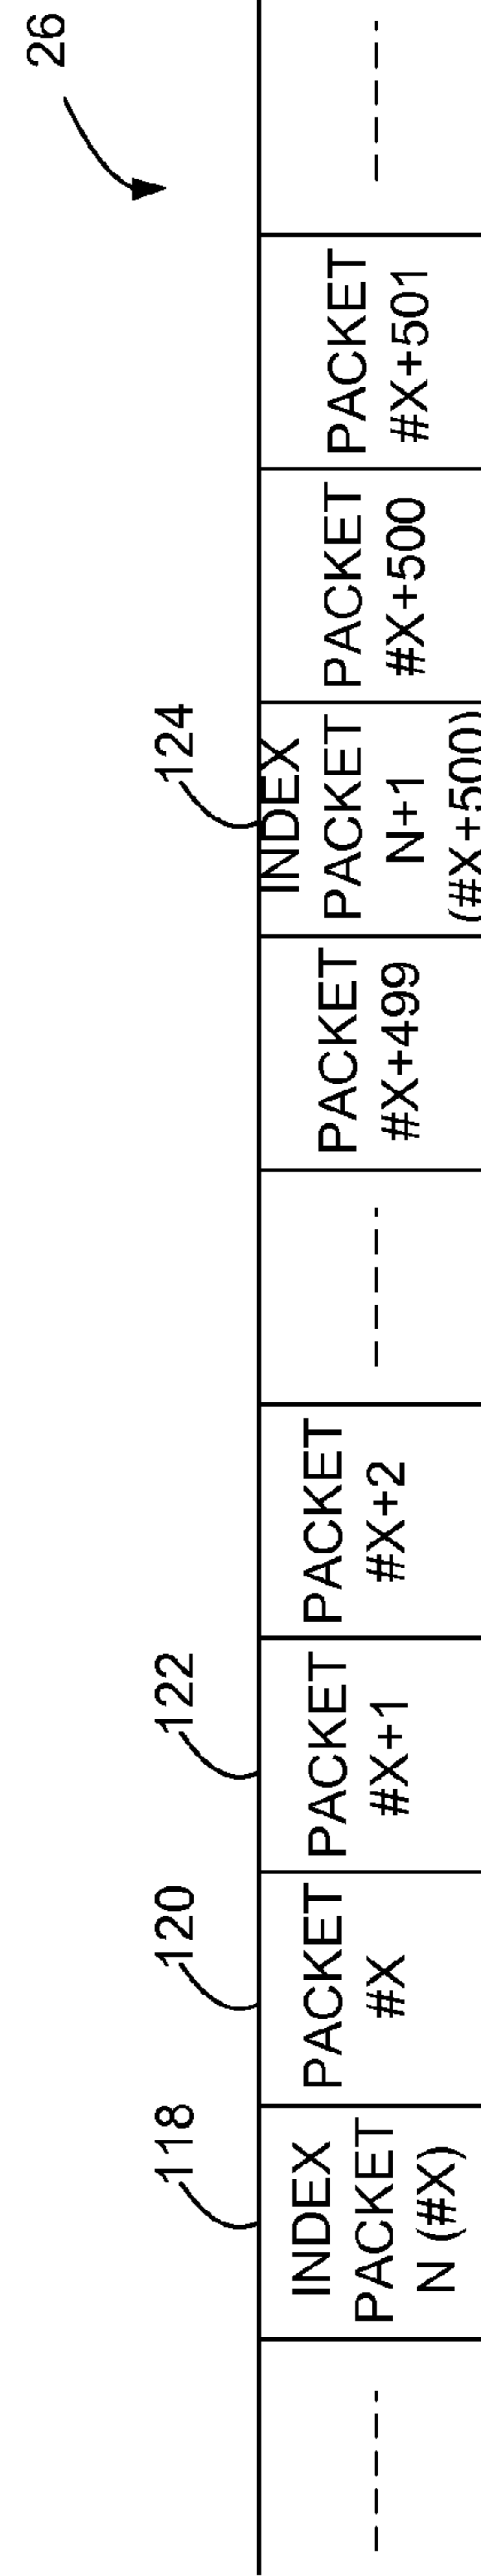 26
118
120
122
124
-----
INDEX
PACKET
N (#X)
PACKET
#X
PACKET
#X+1
PACKET
#X+2
-----
PACKET
#X+499
INDEX
PACKET
N+1
(#X+500)
PACKET
#X+500
PACKET
#X+501
-----